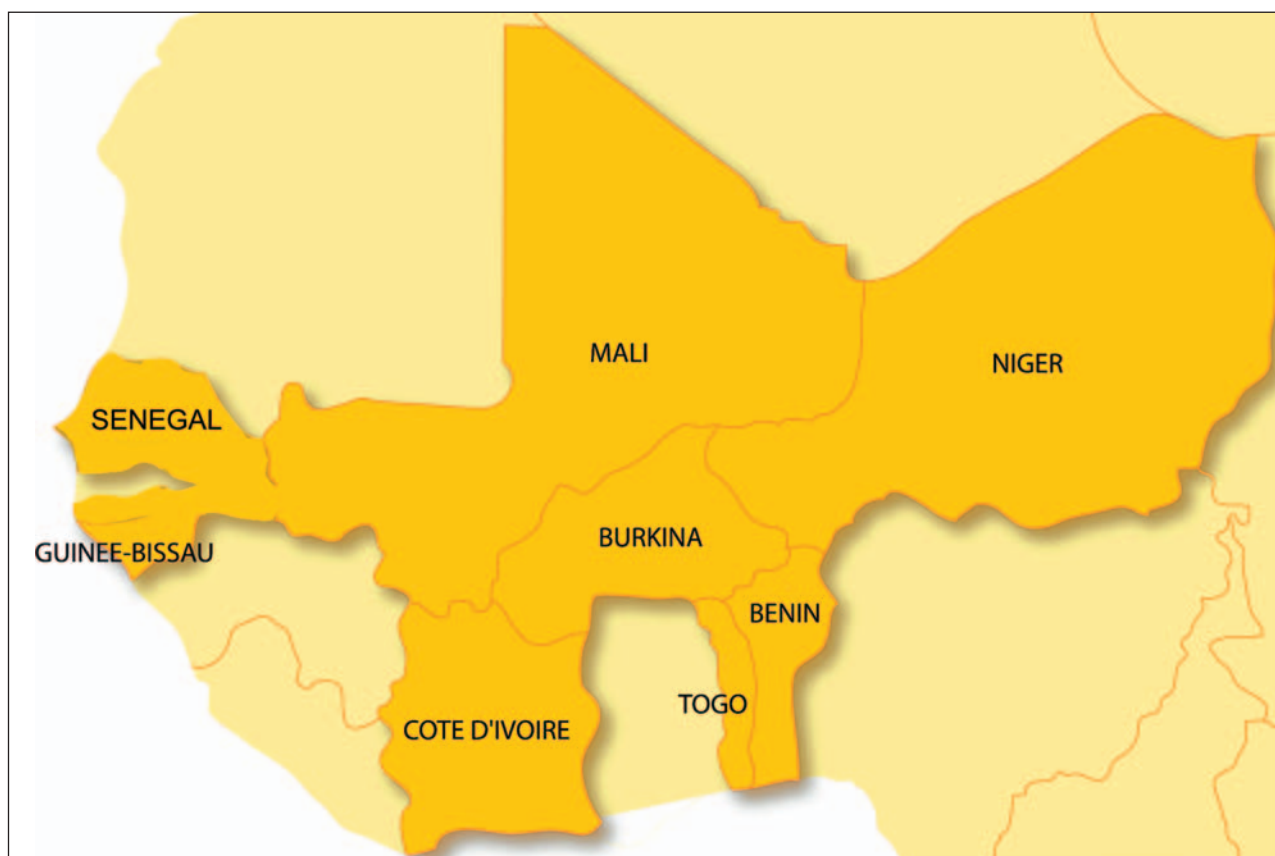 MALI
NIGER
SENEGAL
BURKINA
GUINEE-BISSAU
BENIN
TOGO
COTE D'IVOIRE